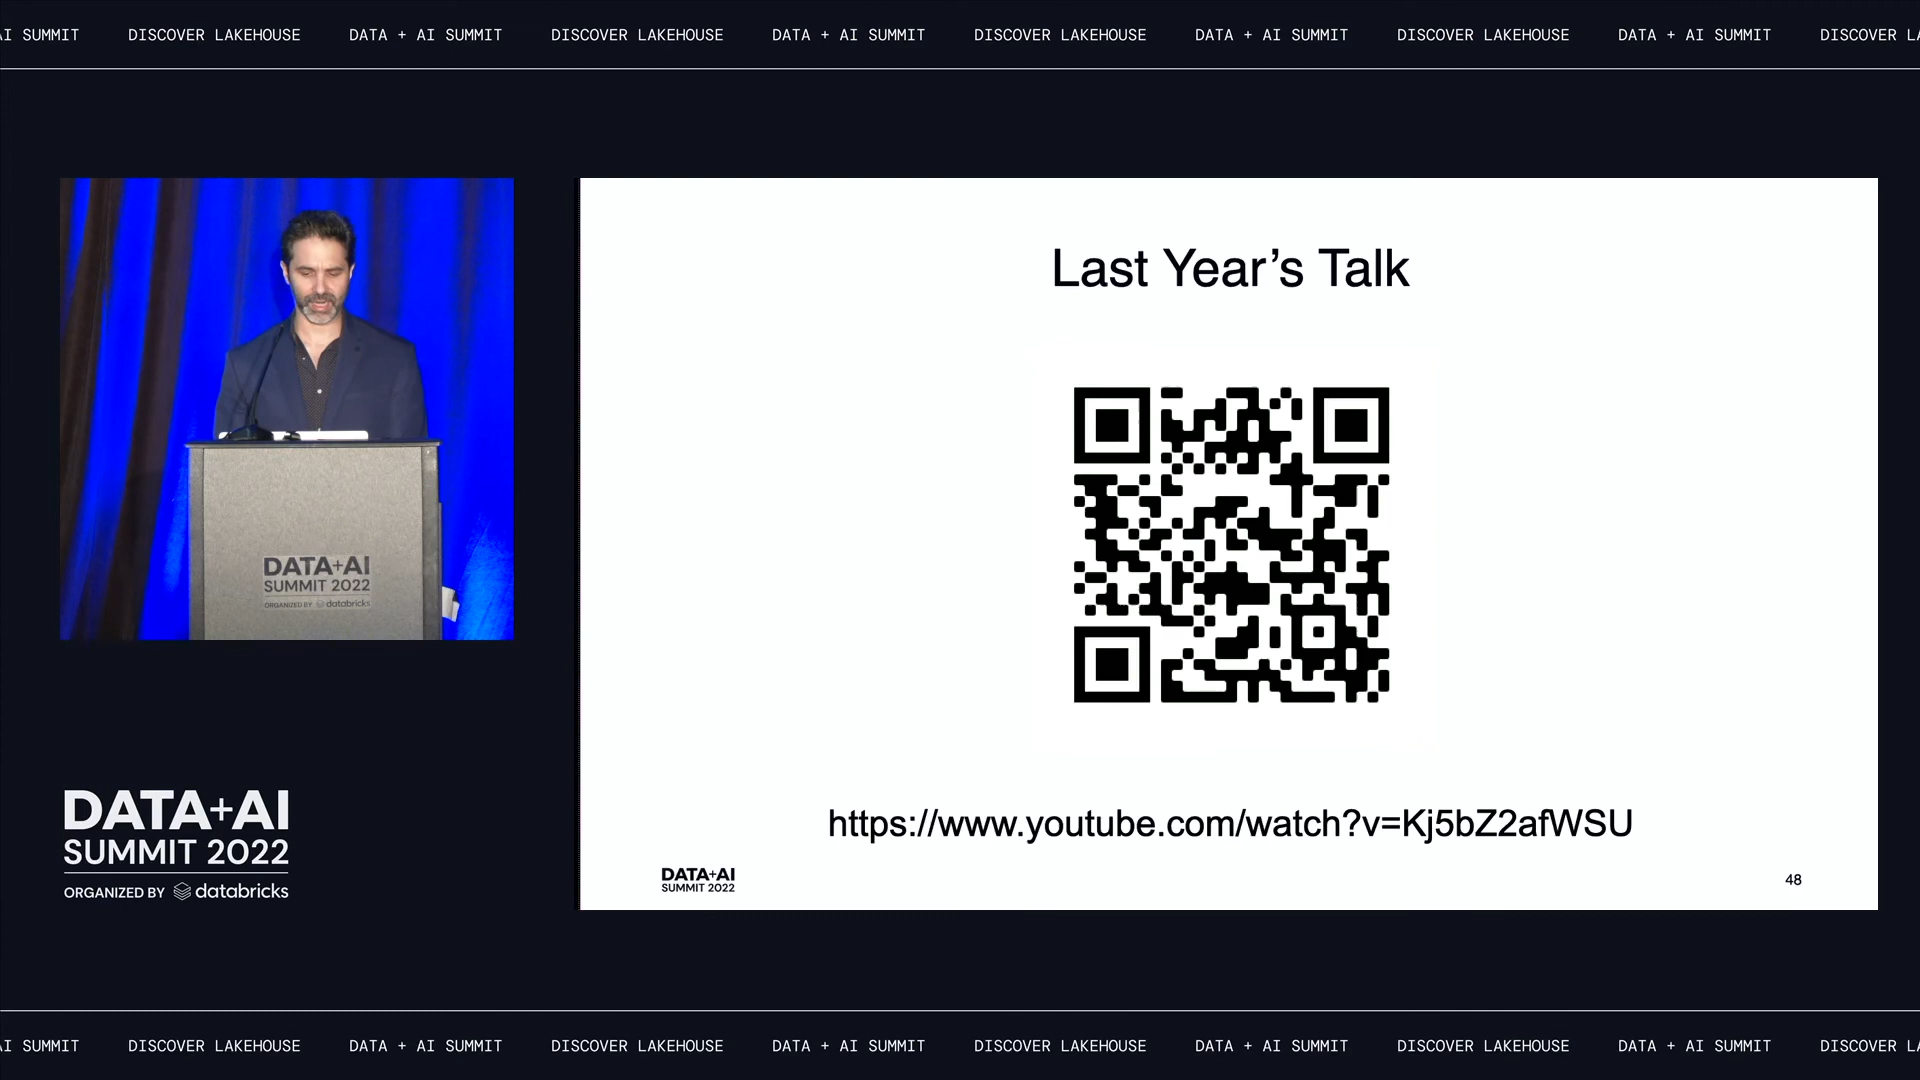 AI SUMMIT DISCOVER LAKEHOUSE DATA + AI SUMMIT DISCOVER LAKEHOUSE DATA + AI SUMMIT DISCOVER LAKEHOUSE DATA + AI SUMMIT DISCOVER LAKEHOUSE DATA + AI SUMMIT DISCOVER LA
Last Year's Talk
https://www.youtube.com/watch?v=Kj5bZ2afWSU
DATA+AI
SUMMIT 2022
48
DATA+AI
SUMMIT 2022
ORGANIZED BY databricks
DATA+AI
SUMMIT 2022
ORGANIZED BY databricks
AI SUMMIT DISCOVER LAKEHOUSE DATA + AI SUMMIT DISCOVER LAKEHOUSE DATA + AI SUMMIT DISCOVER LAKEHOUSE DATA + AI SUMMIT DISCOVER LAKEHOUSE DATA + AI SUMMIT DISCOVER LA